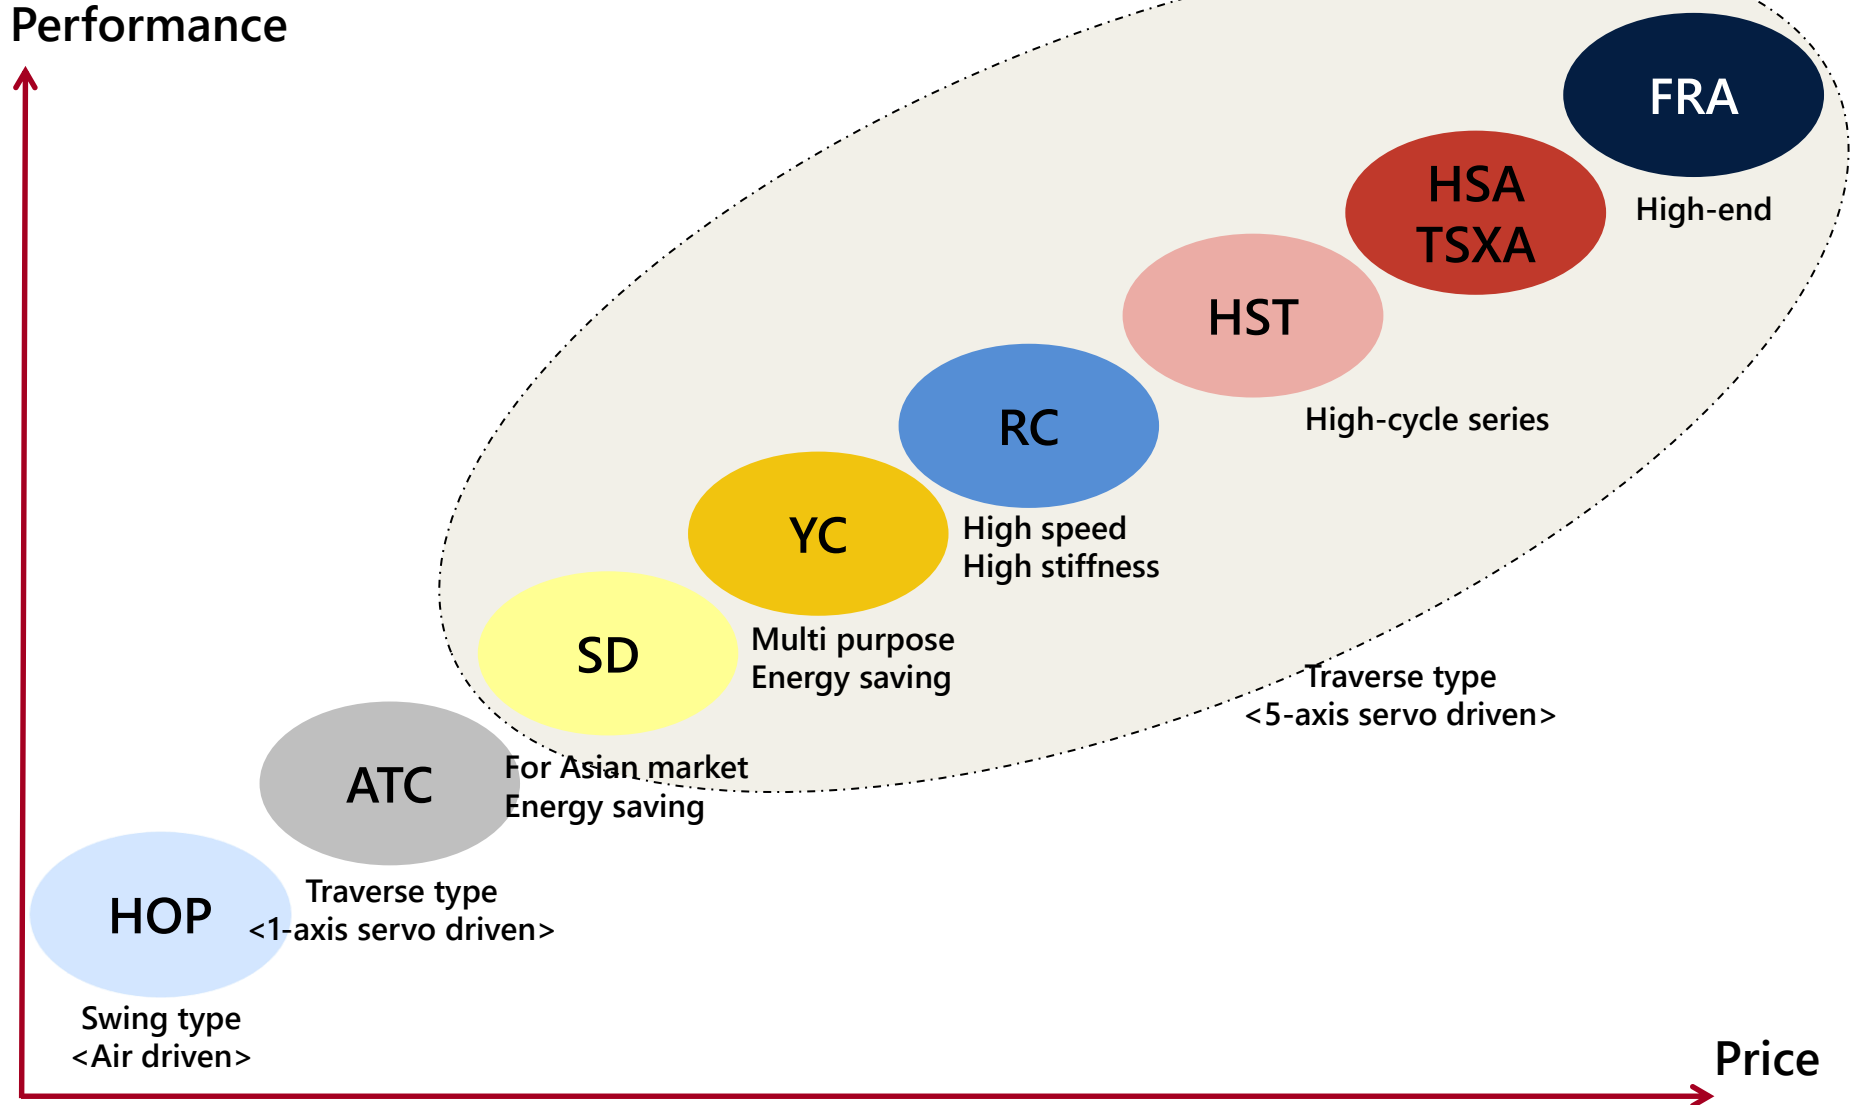 Performance
FRA
High-end
HSA
TSXA
HST
High-cycle series
RC
High speed
High stiffness
YC
Multi purpose
Energy saving
SD
For Asian market
Energy saving
Traverse type
<5-axis servo driven>
ATC
Traverse type
<1-axis servo driven>
HOP
Swing type
<Air driven>
Price